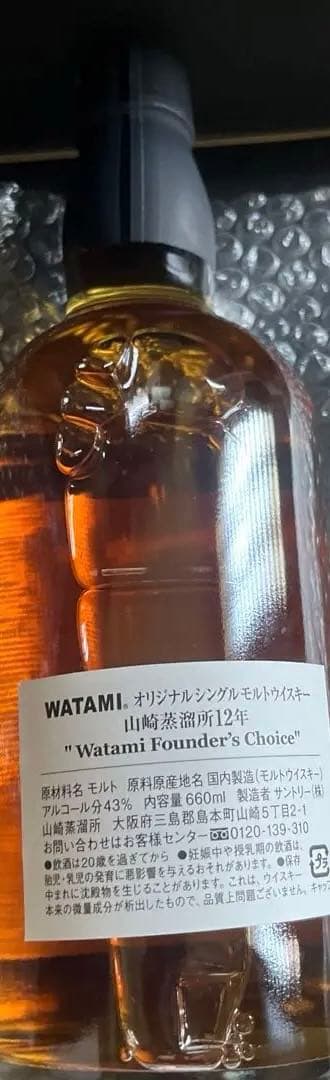 WATAMI® オリジナルシングルモルトウイスキー
山崎蒸溜所12年
"Watami Founder's Choice"
原材料名 モルト 原料原産地名 国内製造(モルトウイスキー)
アルコール分43% 内容量 660ml 製造者 サントリー(株)
山崎蒸溜所 大阪府三島郡島本町山崎5丁目2-1
お問い合わせはお客様センター 0120-139-310
●飲酒は20歳を過ぎてから ●妊娠中や授乳期の飲酒は、
胎児・乳児の発育に悪影響を与えるおそれがあります。●保存
中まれに沈殿物を生じることがあります。これは、ウイスキー
本来の微量成分が析出したもので、品質上問題ございません。キャップ
プラ